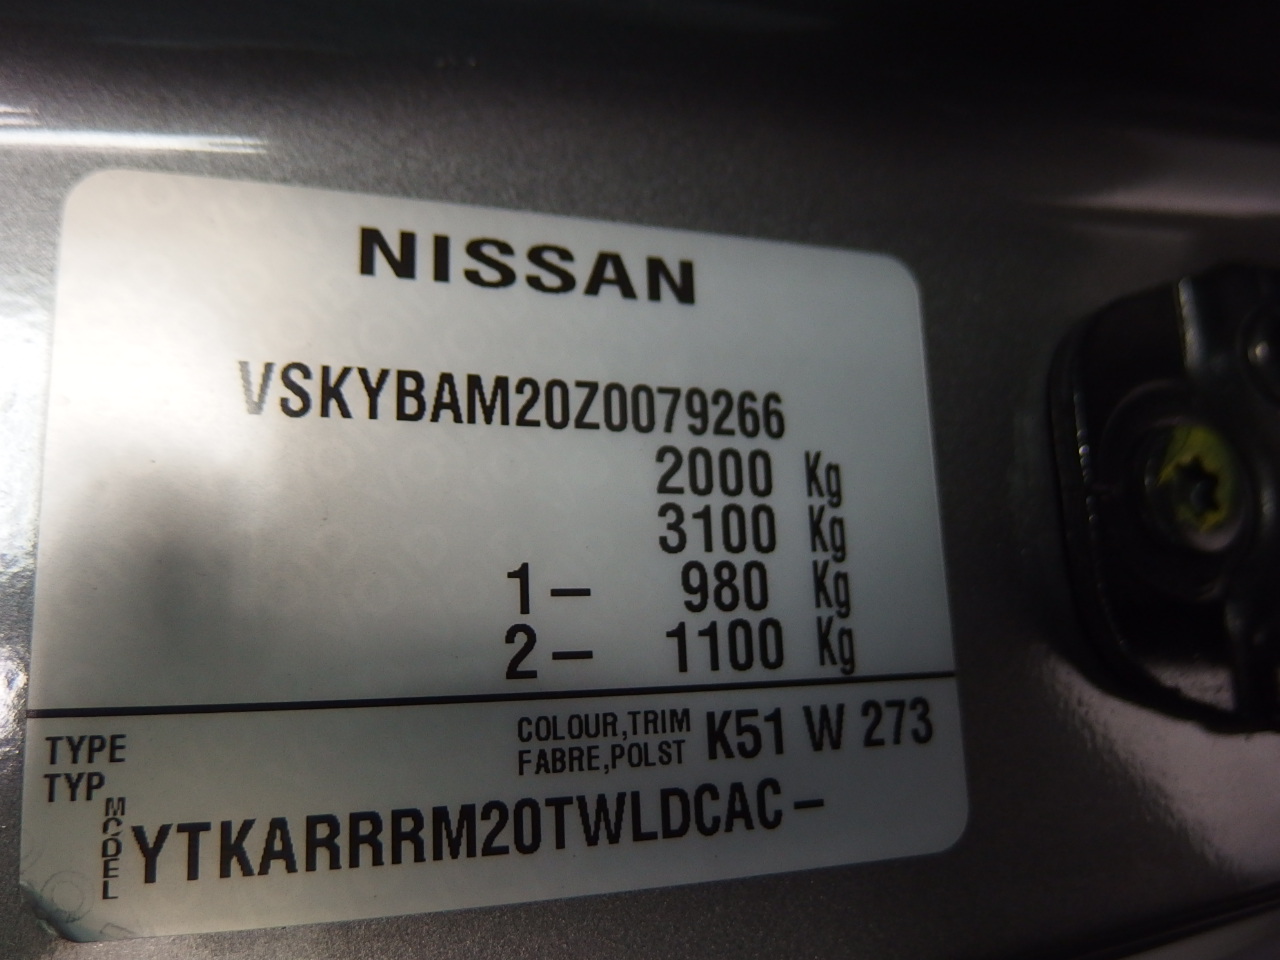 NISSAN
VSKYBAM20Z0079266
2000 Kg
3100 Kg
1- 980 Kg
2- 1100 Kg
TYPE
TYP
COLOUR,TRIM
FABRE,POLST
K51 W 273
MODEL
YTKARRRM20TWLDCAC-